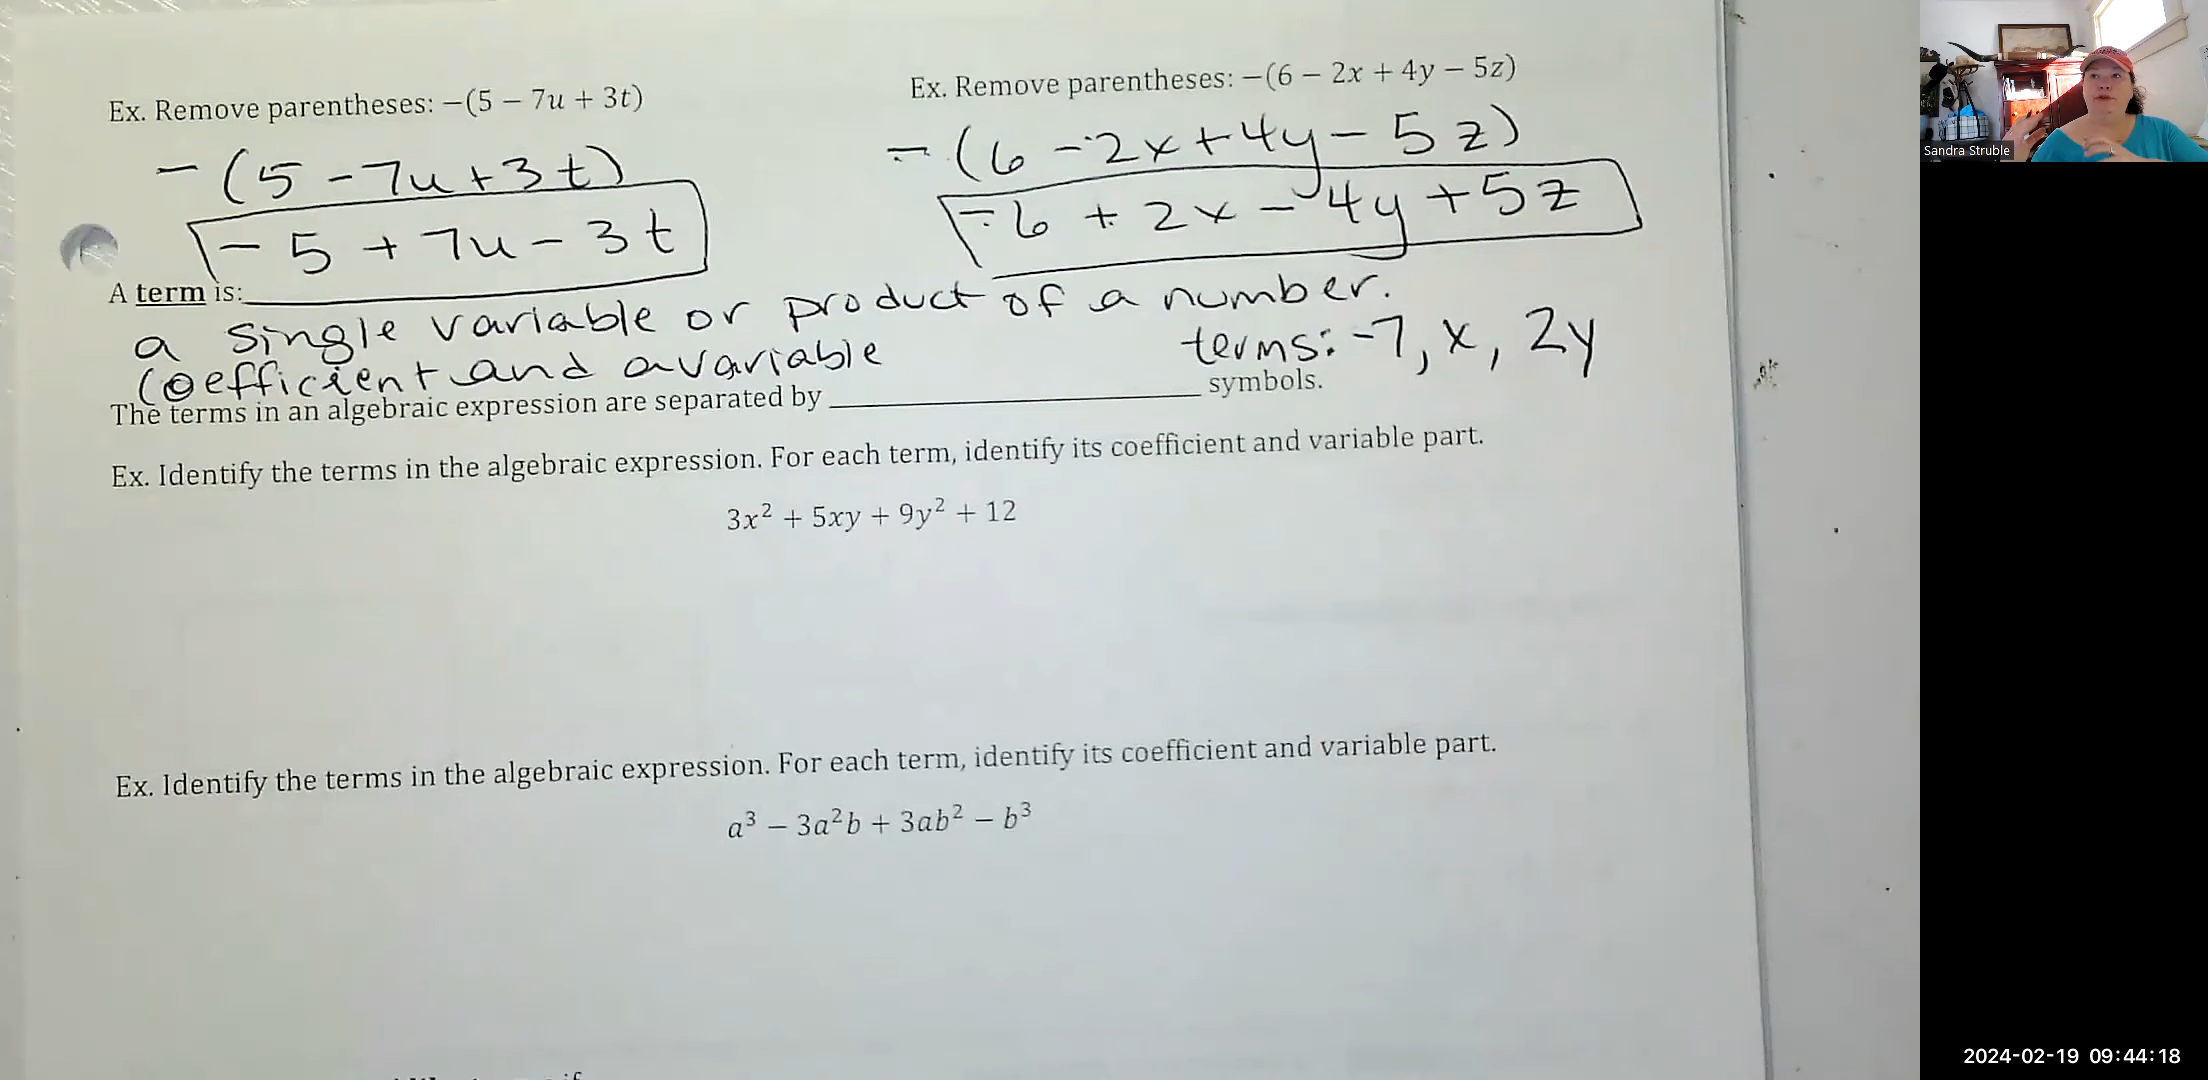 Ex. Remove parentheses: −(5 − 7u + 3t)
− (5 − 7u + 3t)
− 5 + 7u − 3t
Ex. Remove parentheses: −(6 − 2x + 4y − 5z)
− (6 − 2x + 4y − 5z)
− 6 + 2x − 4y + 5z
A term is:
a single variable or product of a number.
coefficient and a variable
terms: -7, x, 2y
The terms in an algebraic expression are separated by ____________ symbols.
Ex. Identify the terms in the algebraic expression. For each term, identify its coefficient and variable part.
3x² + 5xy + 9y² + 12
Ex. Identify the terms in the algebraic expression. For each term, identify its coefficient and variable part.
a³ − 3a²b + 3ab² − b³
Sandra Struble
2024-02-19 09:44:18